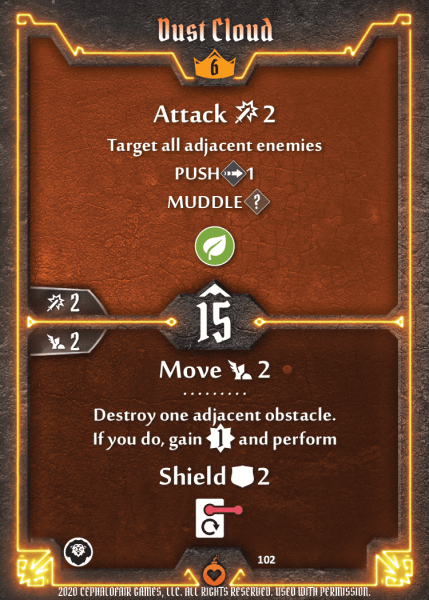 Dust Cloud
6
Attack 2
Target all adjacent enemies
PUSH 1
MUDDLE ?
2
15
2
Move 2
Destroy one adjacent obstacle.
If you do, gain 1 and perform
Shield 2
102
2020 CEPHALOFAIR GAMES, LLC. ALL RIGHTS RESERVED. USED WITH PERMISSION.